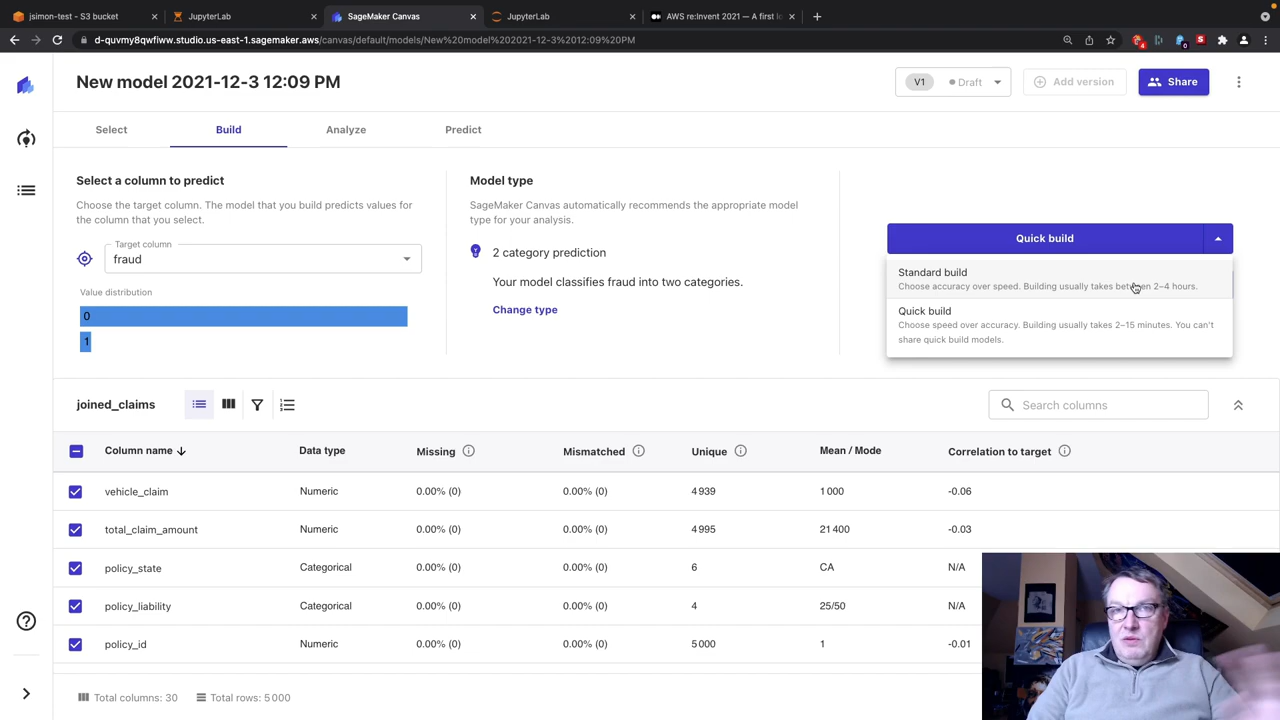 jsimon-test - S3 bucket
JupyterLab
SageMaker Canvas
JupyterLab
AWS re:Invent 2021 — A first l
d-quvmy8qwfiww.studio.us-east-1.sagemaker.aws/canvas/default/models/New%20model%202021-12-3%2012:09%20PM
New model 2021-12-3 12:09 PM
V1
Draft
Add version
Share
Select
Build
Analyze
Predict
Select a column to predict
Choose the target column. The model that you build predicts values for
the column that you select.
Target column
fraud
Value distribution
0
1
Model type
SageMaker Canvas automatically recommends the appropriate model
type for your analysis.
2 category prediction
Your model classifies fraud into two categories.
Change type
Quick build
Standard build
Choose accuracy over speed. Building usually takes between 2–4 hours.
Quick build
Choose speed over accuracy. Building usually takes 2–15 minutes. You can't
share quick build models.
joined_claims
Search columns
Column name Data type Missing Mismatched Unique Mean / Mode Correlation to target
vehicle_claim Numeric 0.00% (0) 0.00% (0) 4 939 1 000 -0.06
total_claim_amount Numeric 0.00% (0) 0.00% (0) 4 995 21 400 -0.03
policy_state Categorical 0.00% (0) 0.00% (0) 6 CA N/A
policy_liability Categorical 0.00% (0) 0.00% (0) 4 25/50 N/A
policy_id Numeric 0.00% (0) 0.00% (0) 5 000 1 -0.01
Total columns: 30
Total rows: 5 000